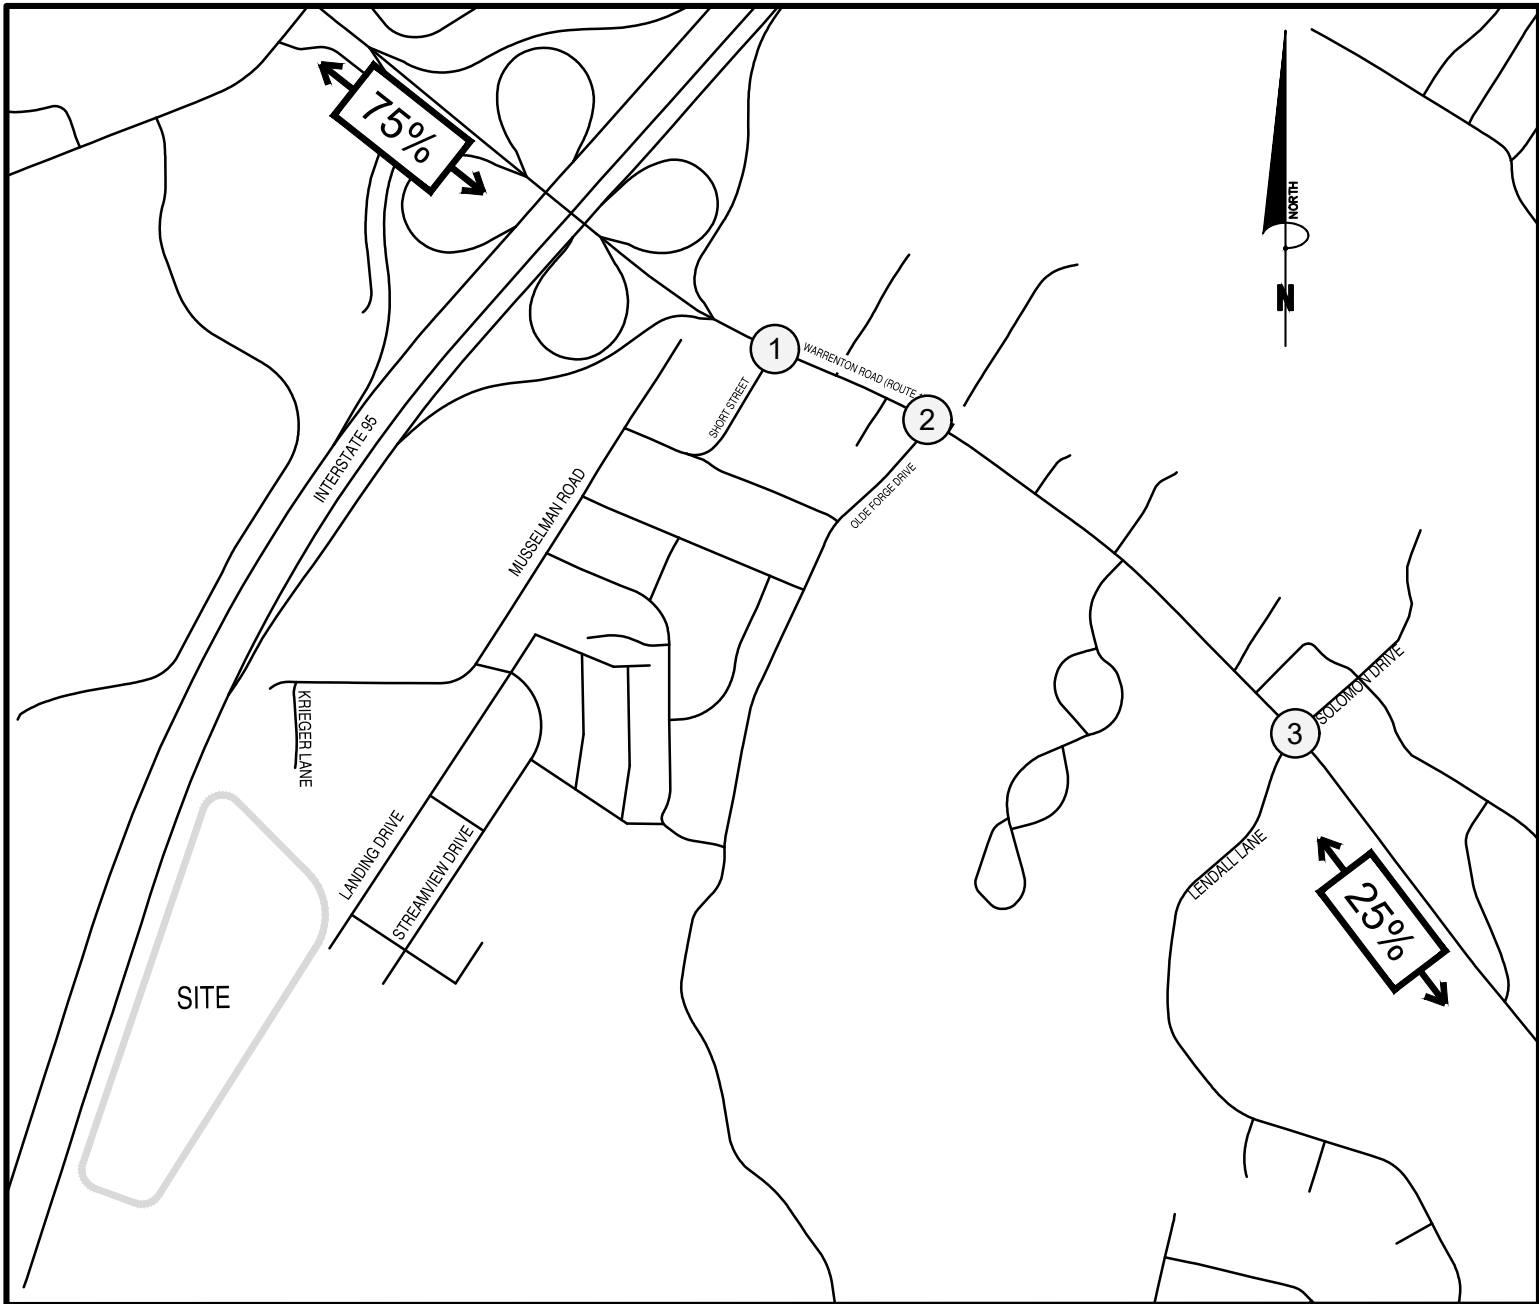 75%
NORTH
N
1
WARRENTON ROAD (ROUTE
2
SHORT STREET
INTERSTATE 95
MUSSELMAN ROAD
OLDE FORGE DRIVE
SOLOMON DRIVE
3
KRIEGER LANE
LANDING DRIVE
STREAMVIEW DRIVE
LENDALL LANE
25%
SITE